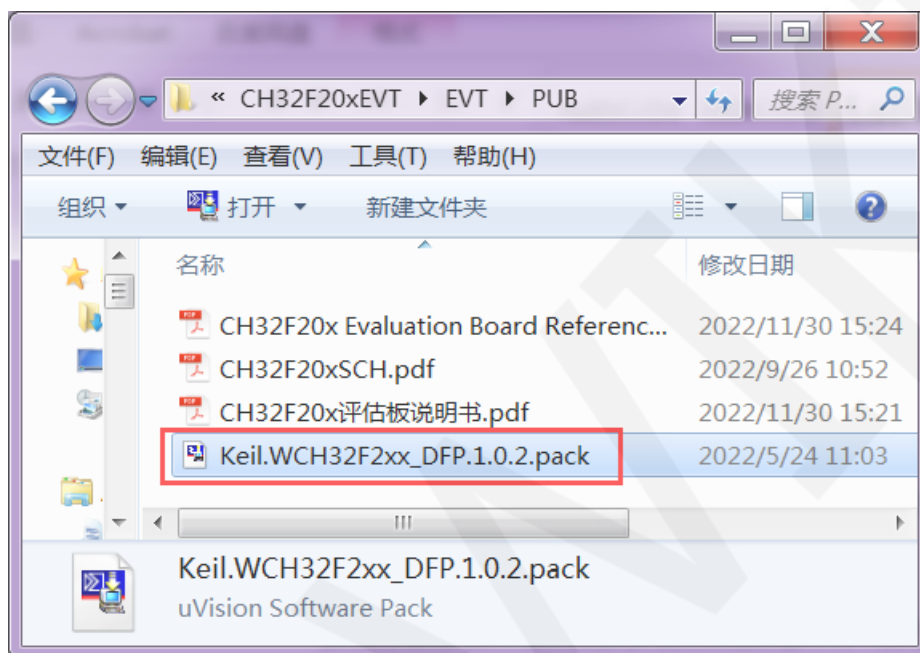 « CH32F20xEVT ▸ EVT ▸ PUB
搜索 P...
文件(F) 编辑(E) 查看(V) 工具(T) 帮助(H)
组织 打开 新建文件夹
名称 修改日期
CH32F20x Evaluation Board Referenc... 2022/11/30 15:24
CH32F20xSCH.pdf 2022/9/26 10:52
CH32F20x评估板说明书.pdf 2022/11/30 15:21
Keil.WCH32F2xx_DFP.1.0.2.pack 2022/5/24 11:03
Keil.WCH32F2xx_DFP.1.0.2.pack
uVision Software Pack